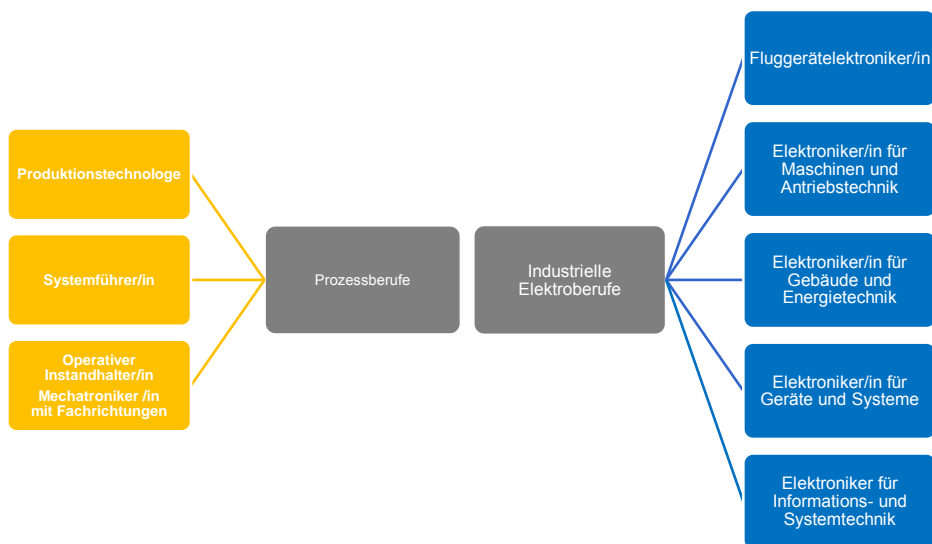 Produktionstechnologe
Systemführer/in
Operativer
Instandhalter/in
Mechatroniker /in
mit Fachrichtungen
Prozessberufe
Industrielle
Elektroberufe
Fluggerätelektroniker/in
Elektroniker/in für
Maschinen und
Antriebstechnik
Elektroniker/in für
Gebäude und
Energietechnik
Elektroniker/in für
Geräte und Systeme
Elektroniker für
Informations- und
Systemtechnik